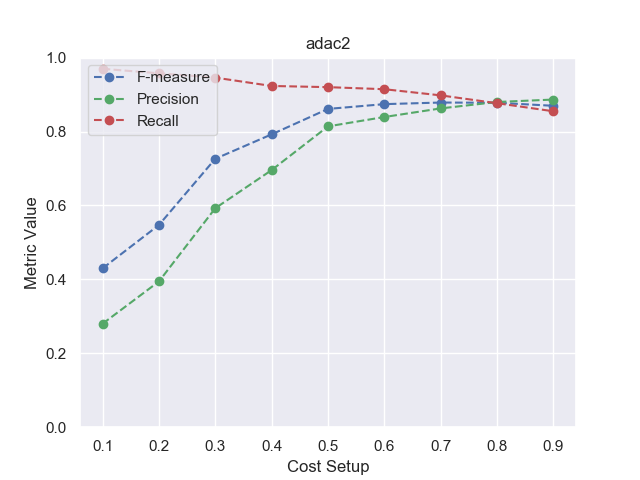 adac2
1.0
0.8
0.6
0.4
0.2
0.0
Metric Value
F-measure
Precision
Recall
0.1 0.2 0.3 0.4 0.5 0.6 0.7 0.8 0.9
Cost Setup